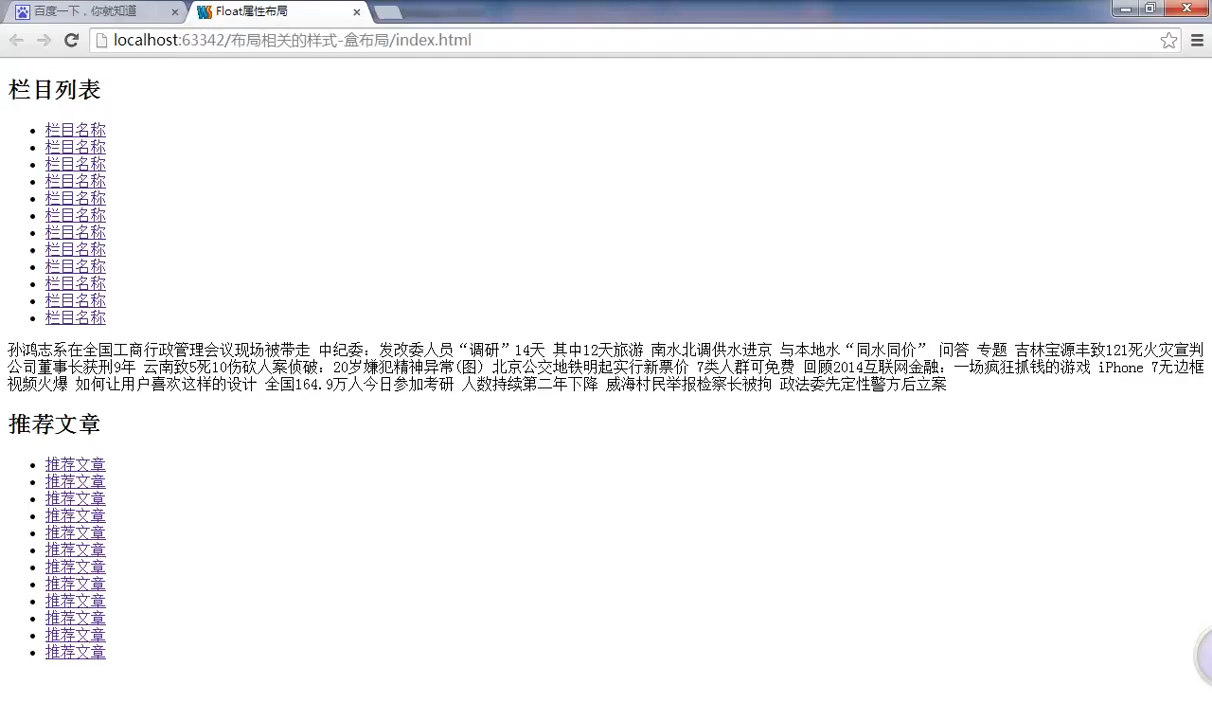 百度一下，你就知道
Float属性布局
localhost:63342/布局相关的样式-盒布局/index.html
栏目列表
栏目名称
栏目名称
栏目名称
栏目名称
栏目名称
栏目名称
栏目名称
栏目名称
栏目名称
栏目名称
栏目名称
栏目名称
孙鸿志系在全国工商行政管理会议现场被带走 中纪委：发改委人员“调研”14天 其中12天旅游 南水北调供水进京 与本地水“同水同价” 问答 专题 吉林宝源丰致121死火灾宣判
公司董事长获刑9年 云南致5死10伤砍人案侦破：20岁嫌犯精神异常(图) 北京公交地铁明起实行新票价 7类人群可免费 回顾2014互联网金融：一场疯狂抓钱的游戏 iPhone 7无边框
视频火爆 如何让用户喜欢这样的设计 全国164.9万人今日参加考研 人数持续第二年下降 威海村民举报检察长被拘 政法委先定性警方后立案
推荐文章
推荐文章
推荐文章
推荐文章
推荐文章
推荐文章
推荐文章
推荐文章
推荐文章
推荐文章
推荐文章
推荐文章
推荐文章